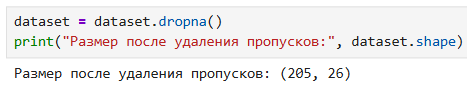 dataset = dataset.dropna()
print("Размер после удаления пропусков:", dataset.shape)
Размер после удаления пропусков: (205, 26)